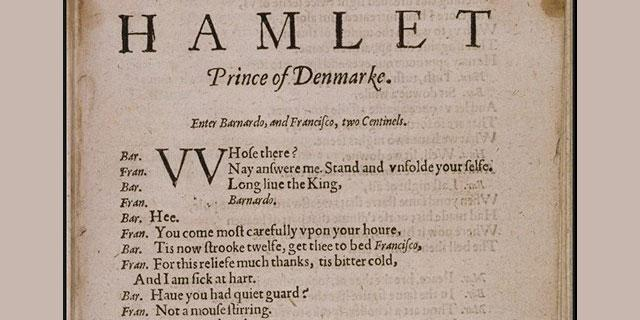 HAMLET
Prince of Denmarke.
Enter Barnardo, and Franciſco, two Centinels.
Bar. VVHoſe there?
Fran. Nay anſwere me. Stand and vnfolde your ſelfe.
Bar. Long liue the King,
Fran. Barnardo.
Bar. Hee.
Fran. You come moſt carefully vpon your houre,
Bar. Tis now ſtrooke twelfe, get thee to bed Franciſco,
Fran. For this reliefe much thanks, tis bitter cold,
And I am ſick at hart.
Bar. Haue you had quiet guard?
Fran. Not a mouſe ſtirring.